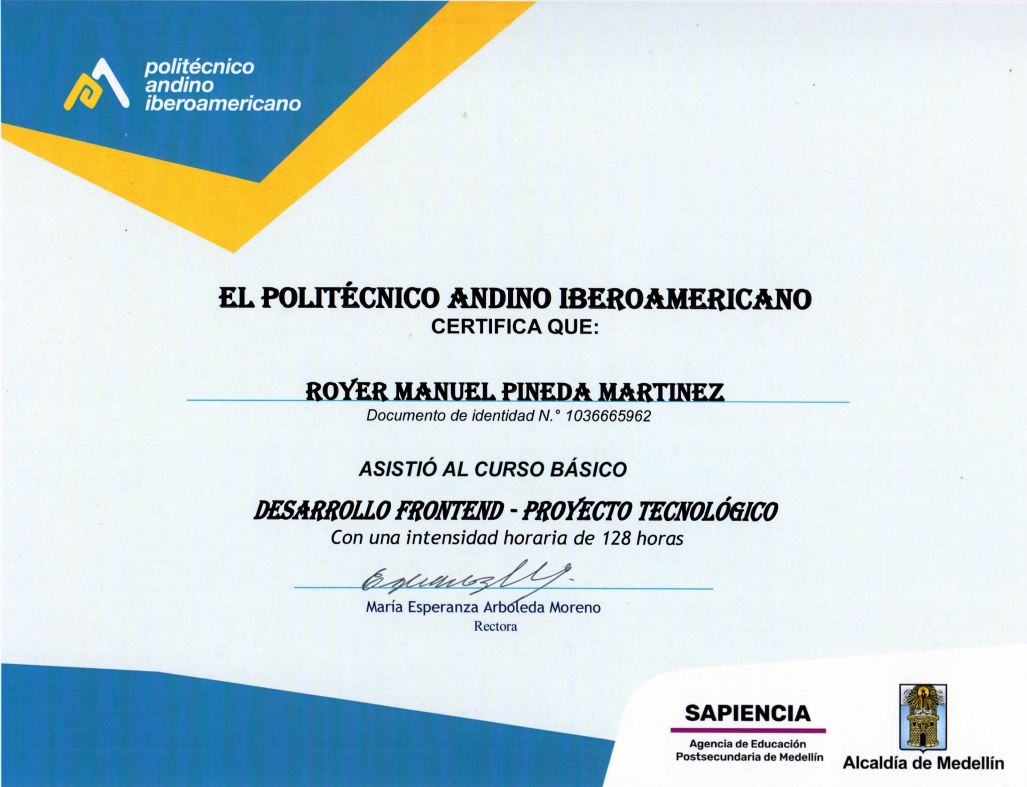 politécnico
andino
iberoamericano
EL POLITÉCNICO ANDINO IBEROAMERICANO
CERTIFICA QUE:
ROYER MANUEL PINEDA MARTINEZ
Documento de identidad N.° 1036665962
ASISTIÓ AL CURSO BÁSICO
DESARROLLO FRONTEND - PROYECTO TECNOLÓGICO
Con una intensidad horaria de 128 horas
María Esperanza Arboleda Moreno
Rectora
SAPIENCIA
Agencia de Educación
Postsecundaria de Medellín
Alcaldía de Medellín